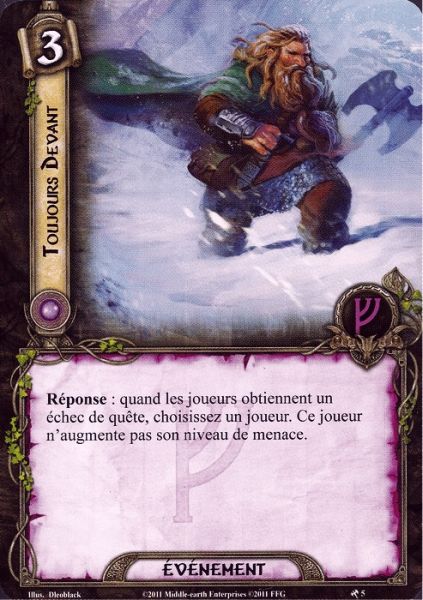 3
TOUJOURS DEVANT
Réponse : quand les joueurs obtiennent un
échec de quête, choisissez un joueur. Ce joueur
n'augmente pas son niveau de menace.
ÉVÉNEMENT
Illus. Dleoblack
©2011 Middle-earth Enterprises ©2011 FFG
5